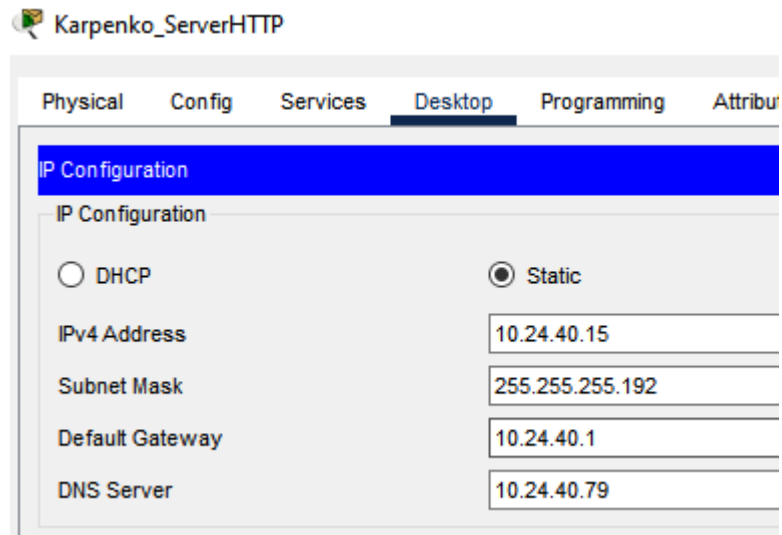 Karpenko_ServerHTTP
Physical Config Services Desktop Programming Attribut
IP Configuration
IP Configuration
DHCP Static
IPv4 Address 10.24.40.15
Subnet Mask 255.255.255.192
Default Gateway 10.24.40.1
DNS Server 10.24.40.79